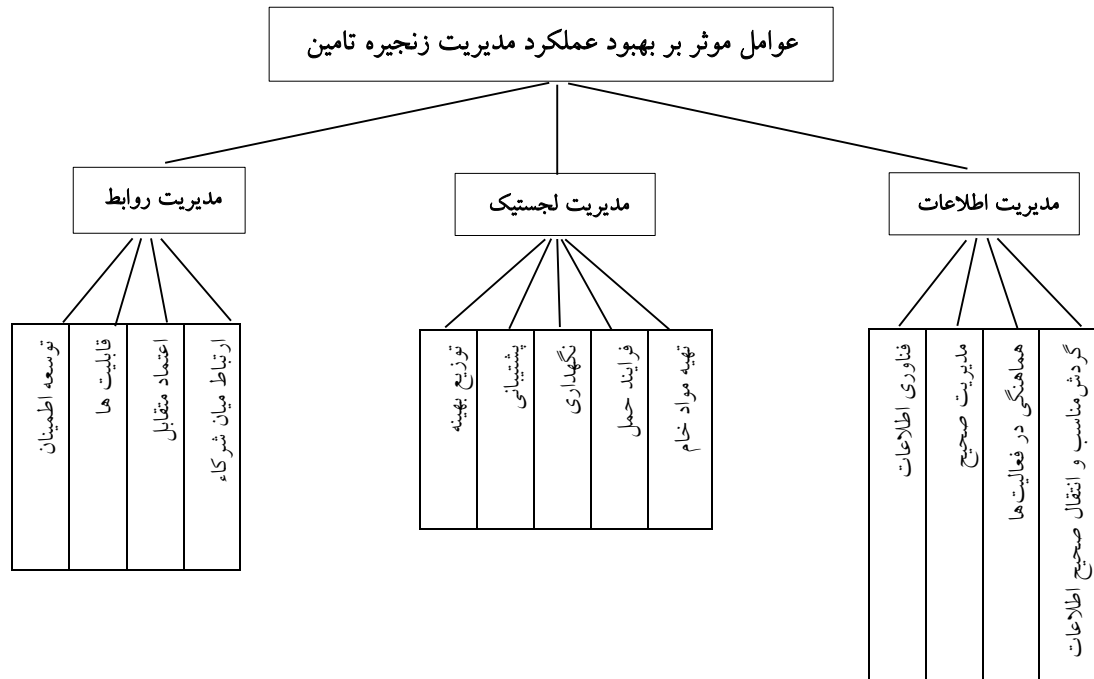 عوامل موثر بر بهبود عملکرد مدیریت زنجیره تامین
مدیریت اطلاعات
مدیریت لجستیک
مدیریت روابط
گردش مناسب و انتقال صحیح اطلاعات
هماهنگی در فعالیت‌ها
مدیریت صحیح
فناوری اطلاعات
تهیه مواد خام
فرایند حمل
نگهداری
پشتیبانی
توزیع بهینه
ارتباط میان شرکاء
اعتماد متقابل
قابلیت ها
توسعه اطمینان